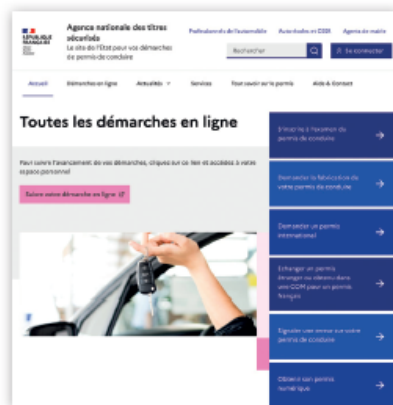 RÉPUBLIQUE
FRANÇAISE
Agence nationale des titres
sécurisés
Le site de l'État pour vos démarches
de permis de conduire
Professionnels de l'automobile
Auto-écoles et CSSR
Agents de mairie
Rechercher
Se connecter
Accueil
Démarches en ligne
Actualités
Services
Tout savoir sur le permis
Aide & Contact
Toutes les démarches en ligne
Pour suivre l'avancement de vos démarches, cliquez sur ce lien et accédez à votre
espace personnel
Suivre votre démarche en ligne
S'inscrire à l'examen du
permis de conduire
Demander la fabrication de
votre permis de conduire
Demander un permis
international
Echanger un permis
étranger ou obtenu dans
une COM pour un permis
français
Signaler une erreur sur votre
permis de conduire
Obtenir son permis
numérique